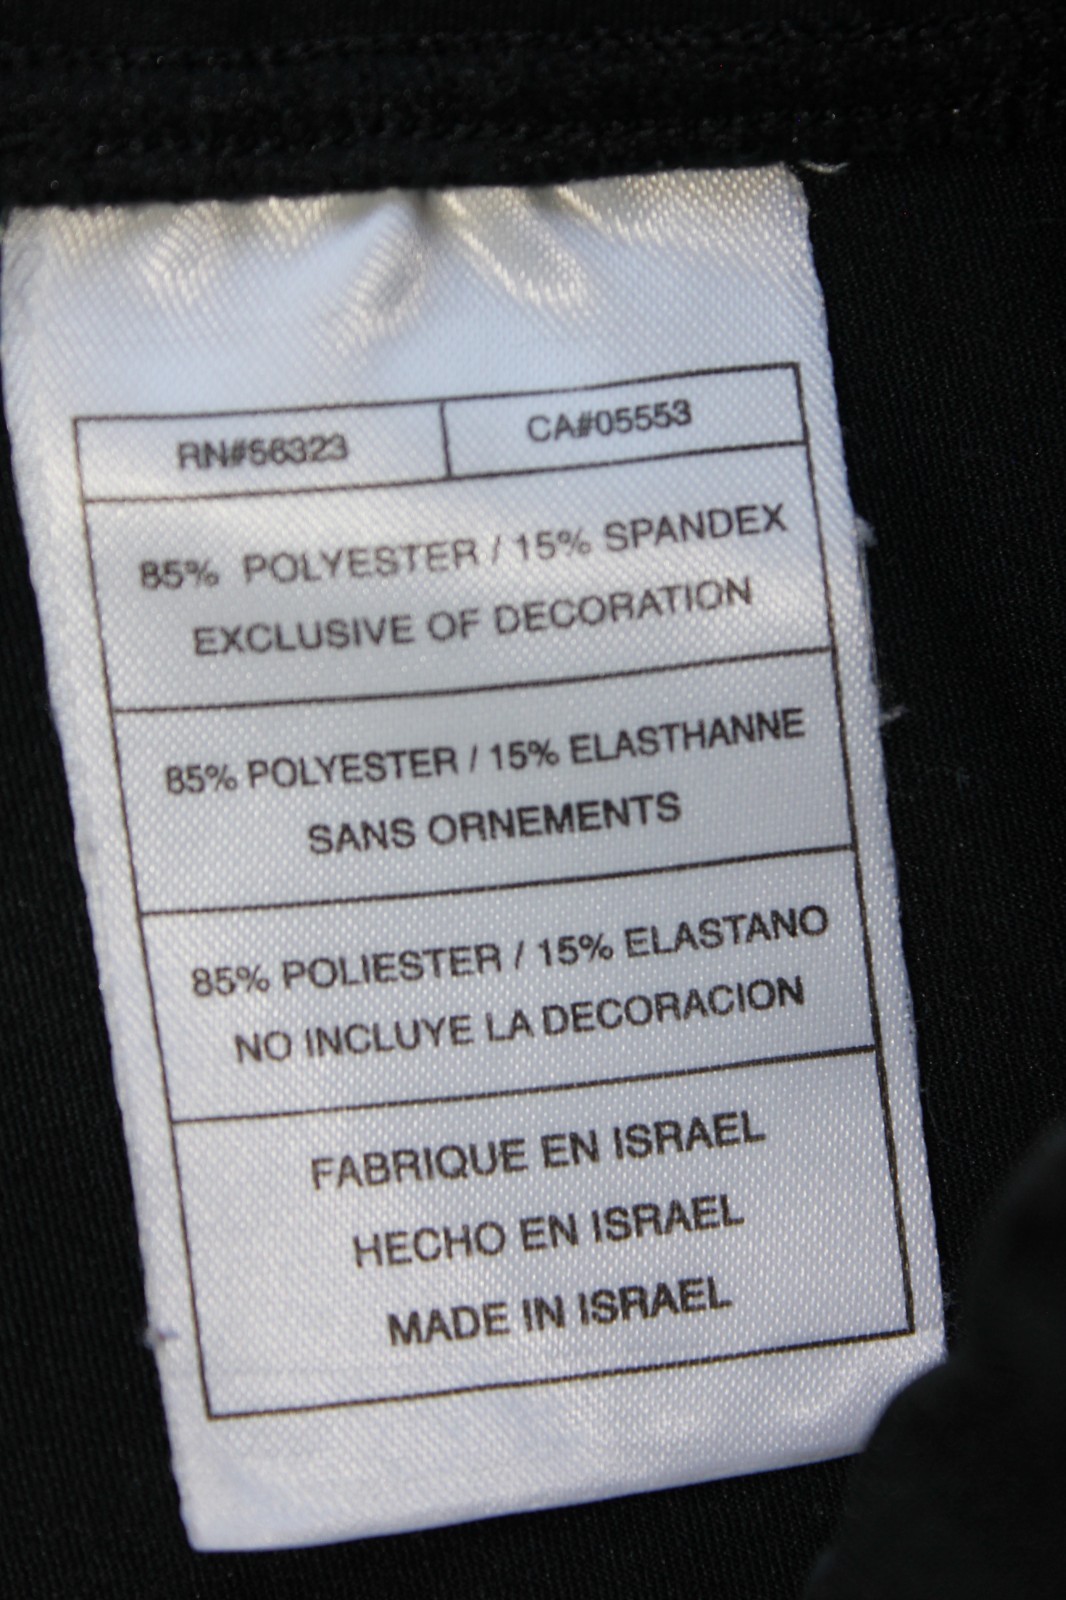 RN#56323 CA#05553
85% POLYESTER / 15% SPANDEX
EXCLUSIVE OF DECORATION
85% POLYESTER / 15% ELASTHANNE
SANS ORNEMENTS
85% POLIESTER / 15% ELASTANO
NO INCLUYE LA DECORACION
FABRIQUE EN ISRAEL
HECHO EN ISRAEL
MADE IN ISRAEL